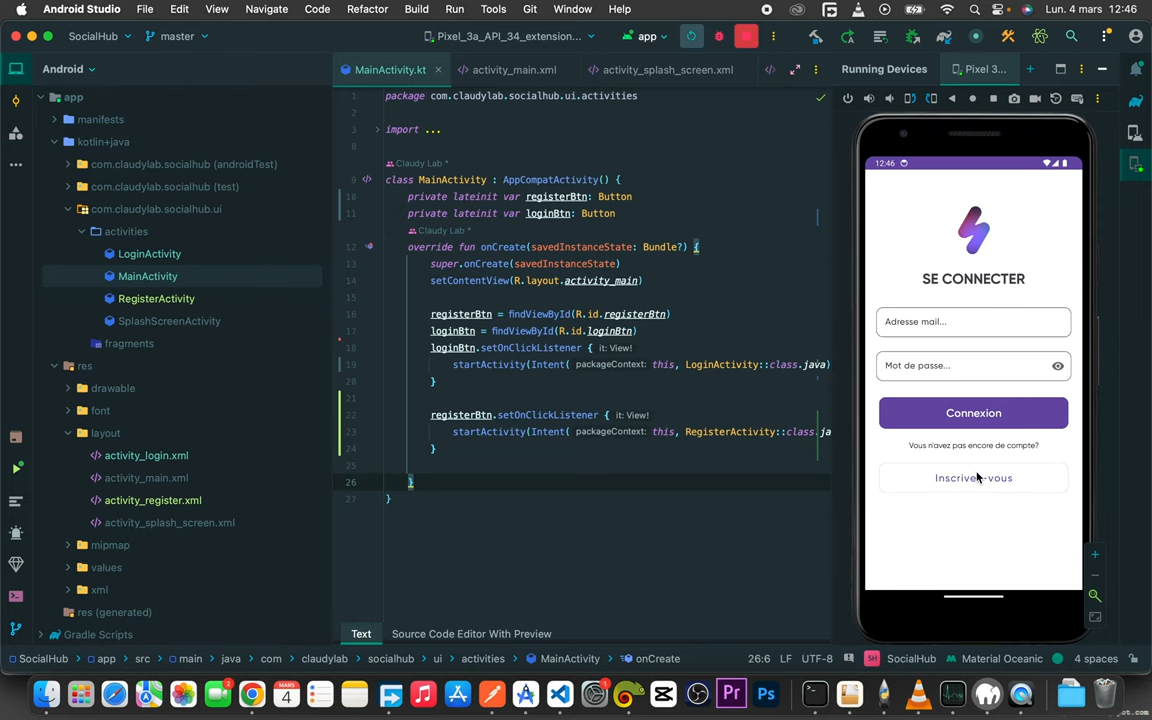 Android Studio File Edit View Navigate Code Refactor Build Run Tools Git Window Help Lun. 4 mars 12:46
SocialHub master Pixel_3a_API_34_extension... app
Android
MainActivity.kt activity_main.xml activity_splash_screen.xml
Running Devices Pixel 3...
app
manifests
kotlin+java
com.claudylab.socialhub (androidTest)
com.claudylab.socialhub (test)
com.claudylab.socialhub.ui
activities
LoginActivity
MainActivity
RegisterActivity
SplashScreenActivity
fragments
res
drawable
font
layout
activity_login.xml
activity_main.xml
activity_register.xml
activity_splash_screen.xml
mipmap
values
xml
res (generated)
Gradle Scripts
1 package com.claudylab.socialhub.ui.activities
2
3 import ...
8
Claudy Lab *
9 class MainActivity : AppCompatActivity() {
10 private lateinit var registerBtn: Button
11 private lateinit var loginBtn: Button
Claudy Lab *
12 override fun onCreate(savedInstanceState: Bundle?) {
13 super.onCreate(savedInstanceState)
14 setContentView(R.layout.activity_main)
15
16 registerBtn = findViewById(R.id.registerBtn)
17 loginBtn = findViewById(R.id.loginBtn)
18 loginBtn.setOnClickListener { it: View!
19 startActivity(Intent( packageContext: this, LoginActivity::class.java)
20 }
21
22 registerBtn.setOnClickListener { it: View!
23 startActivity(Intent( packageContext: this, RegisterActivity::class.ja
24 }
25
26 }
27 }
12:46
SE CONNECTER
Adresse mail...
Mot de passe...
Connexion
Vous n'avez pas encore de compte?
Inscrivez-vous
Text Source Code Editor With Preview
SocialHub app src main java com claudylab socialhub ui activities MainActivity onCreate 26:6 LF UTF-8 SH SocialHub Material Oceanic 4 spaces
2 MARS 4 1 Pr Ps